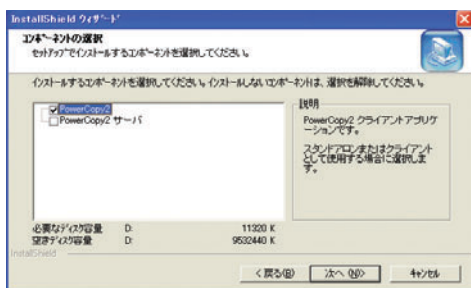 InstallShield ウィザード
コンポーネントの選択
セットアップでインストールするコンポーネントを選択してください。
インストールするコンポーネントを選択してください。インストールしないコンポーネントは、選択を解除してください。
PowerCopy2
PowerCopy2 サーバ
説明
PowerCopy2 クライアントアプリケ
ーションです。
スタンドアロンまたはクライアント
として使用する場合に選択しま
す。
必要なディスク容量 D: 11320 K
空きディスク容量 D: 9532440 K
InstallShield
< 戻る(B) 次へ (N)> キャンセル